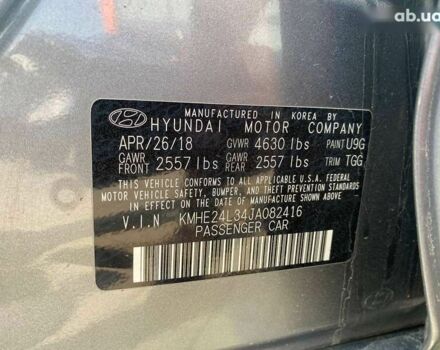 ab.ua
MANUFACTURED IN KOREA BY
HYUNDAI MOTOR COMPANY
APR/26/18 GVWR 4630 lbs PAINT U9G
GAWR FRONT 2557 lbs GAWR REAR 2557 lbs TRIM TGG
THIS VEHICLE CONFORMS TO ALL APPLICABLE U.S. FEDERAL
MOTOR VEHICLE SAFETY, BUMPER, AND THEFT PREVENTION
STANDARDS IN EFFECT ON THE DATE OF MANUFACTURE SHOWN ABOVE.
V.I.N KMHE24L34JA082416
PASSENGER CAR